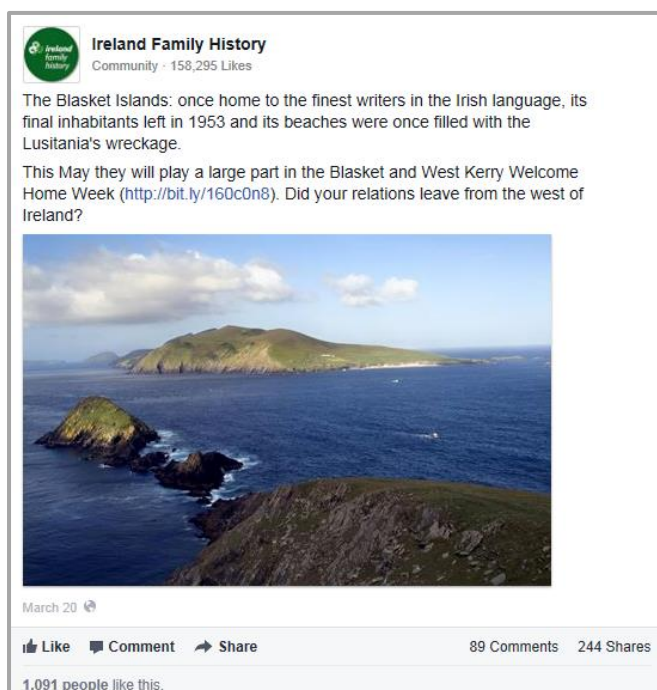 ireland
family
history
Ireland Family History
Community · 158,295 Likes
The Blasket Islands: once home to the finest writers in the Irish language, its
final inhabitants left in 1953 and its beaches were once filled with the
Lusitania's wreckage.
This May they will play a large part in the Blasket and West Kerry Welcome
Home Week (http://bit.ly/160c0n8). Did your relations leave from the west of
Ireland?
March 20
Like Comment Share 89 Comments 244 Shares
1,091 people like this.